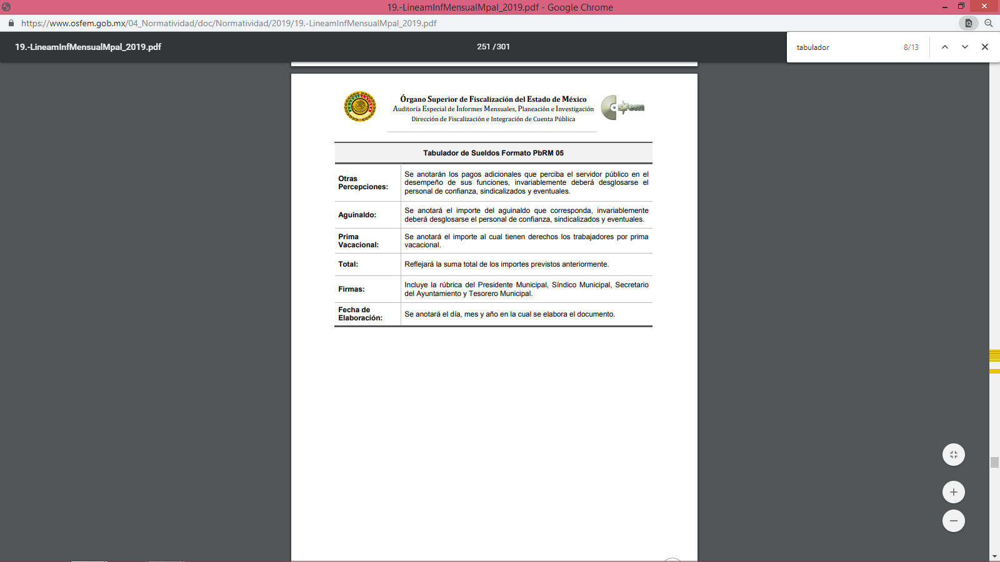 19.-LineamInfMensualMpal_2019.pdf - Google Chrome
https://www.osfem.gob.mx/04_Normatividad/doc/Normatividad/2019/19.-LineamInfMensualMpal_2019.pdf
19.-LineamInfMensualMpal_2019.pdf
251 / 301
tabulador
8/13
Órgano Superior de Fiscalización del Estado de México
Auditoría Especial de Informes Mensuales, Planeación e Investigación
Dirección de Fiscalización e Integración de Cuenta Pública
osfem
Tabulador de Sueldos Formato PbRM 05
Otras
Percepciones:
Se anotarán los pagos adicionales que perciba el servidor público en el
desempeño de sus funciones, invariablemente deberá desglosarse el
personal de confianza, sindicalizados y eventuales.
Aguinaldo:
Se anotará el importe del aguinaldo que corresponda, invariablemente
deberá desglosarse el personal de confianza, sindicalizados y eventuales.
Prima
Vacacional:
Se anotará el importe al cual tienen derechos los trabajadores por prima
vacacional.
Total:
Reflejará la suma total de los importes previstos anteriormente.
Firmas:
Incluye la rúbrica del Presidente Municipal, Síndico Municipal, Secretario
del Ayuntamiento y Tesorero Municipal.
Fecha de
Elaboración:
Se anotará el día, mes y año en la cual se elabora el documento.